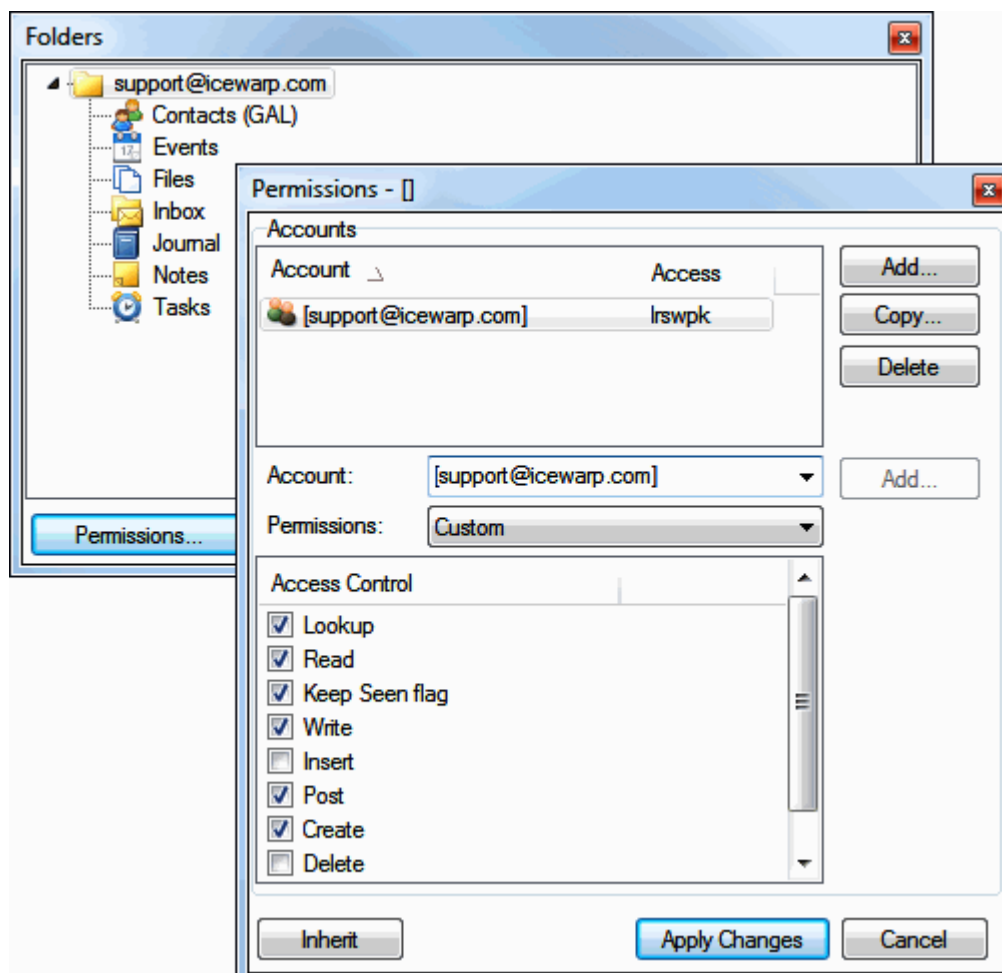 Folders
support@icewarp.com
Contacts (GAL)
17
Events
Files
Inbox
Journal
Notes
Tasks
Permissions...
Permissions - []
Accounts
Account Access
[support@icewarp.com] lrswpk
Add...
Copy...
Delete
Account: [support@icewarp.com] Add...
Permissions: Custom
Access Control
Lookup
Read
Keep Seen flag
Write
Insert
Post
Create
Delete
Inherit Apply Changes Cancel